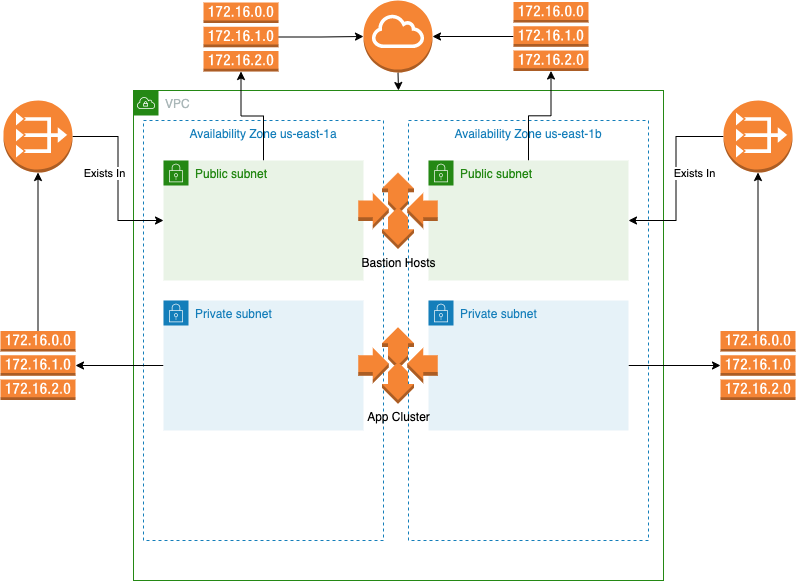 172.16.0.0
172.16.1.0
172.16.2.0
172.16.0.0
172.16.1.0
172.16.2.0
VPC
Availability Zone us-east-1a
Availability Zone us-east-1b
Exists In
Public subnet
Public subnet
Exists In
Bastion Hosts
Private subnet
Private subnet
172.16.0.0
172.16.1.0
172.16.2.0
172.16.0.0
172.16.1.0
172.16.2.0
App Cluster